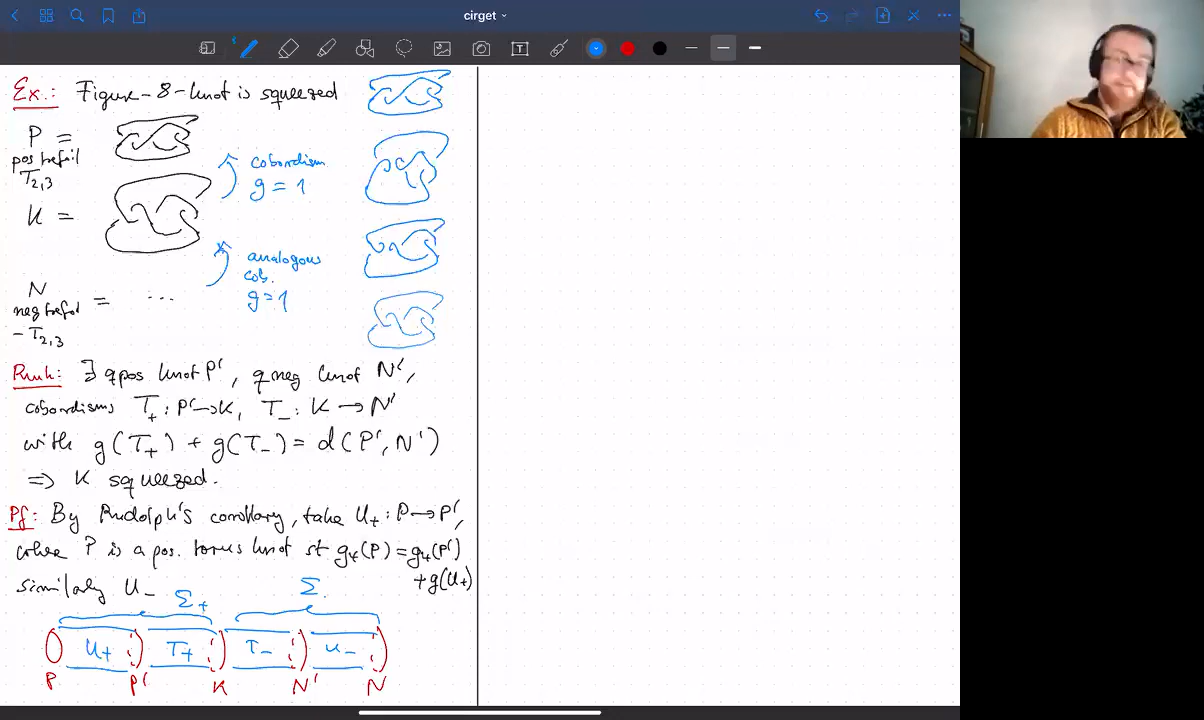 cirget
Ex.: Figure-8-knot is squeezed
P =
pos trefoil
T₂,₃
cobordism
g = 1
K =
analogous
cob.
g=1
N = ...
neg trefoil
- T₂,₃
Rmk: ∃ qpos knot P', qneg knot N',
cobordisms T₊ : P'→K, T₋ : K → N'
with g(T₊) + g(T₋) = d(P', N')
⇒ K squeezed.
Pf: By Rudolph's corollary, take U₊ : P → P',
where P is a pos. torus knot st g₄(P) = g₄(P')
+ g(U₊)
similarly U₋
Σ₊ Σ₋
U₊ T₊ T₋ U₋
P P' K N' N